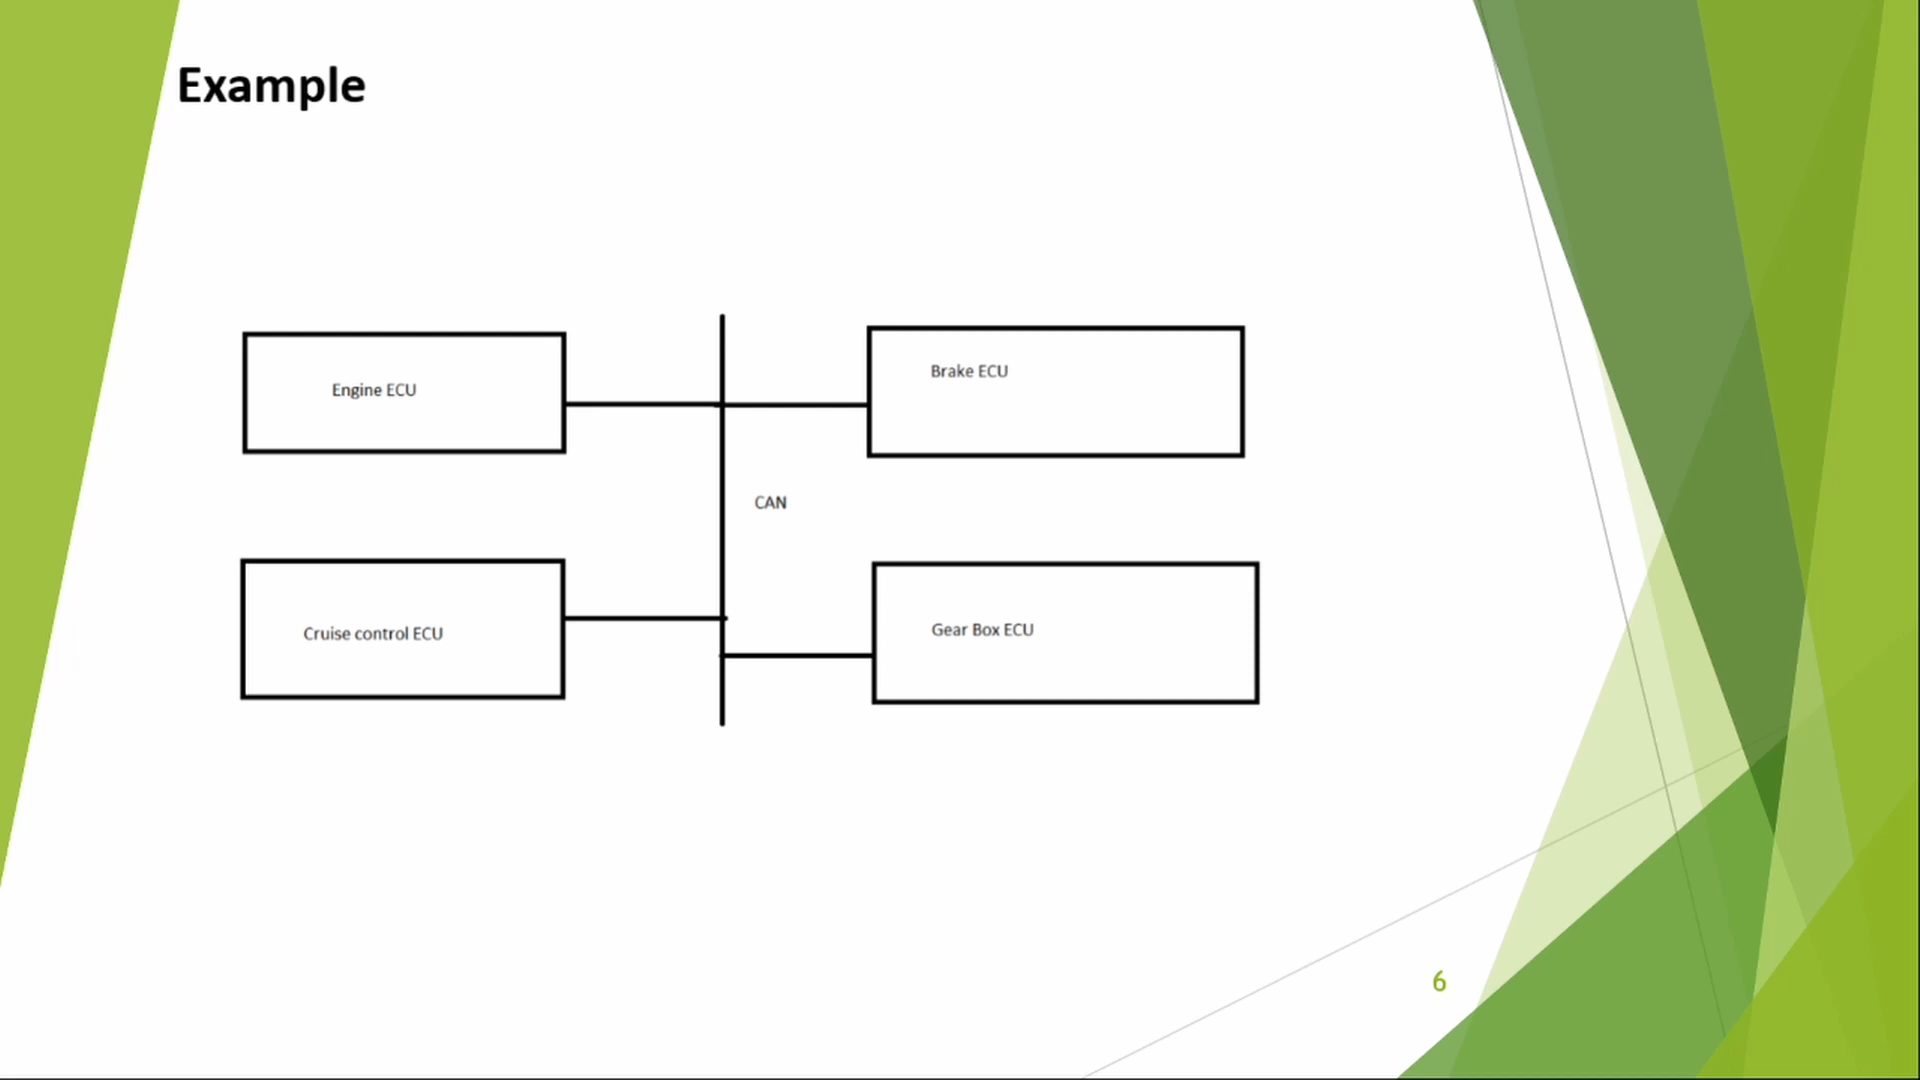 Example
Engine ECU
Brake ECU
CAN
Cruise control ECU
Gear Box ECU
6